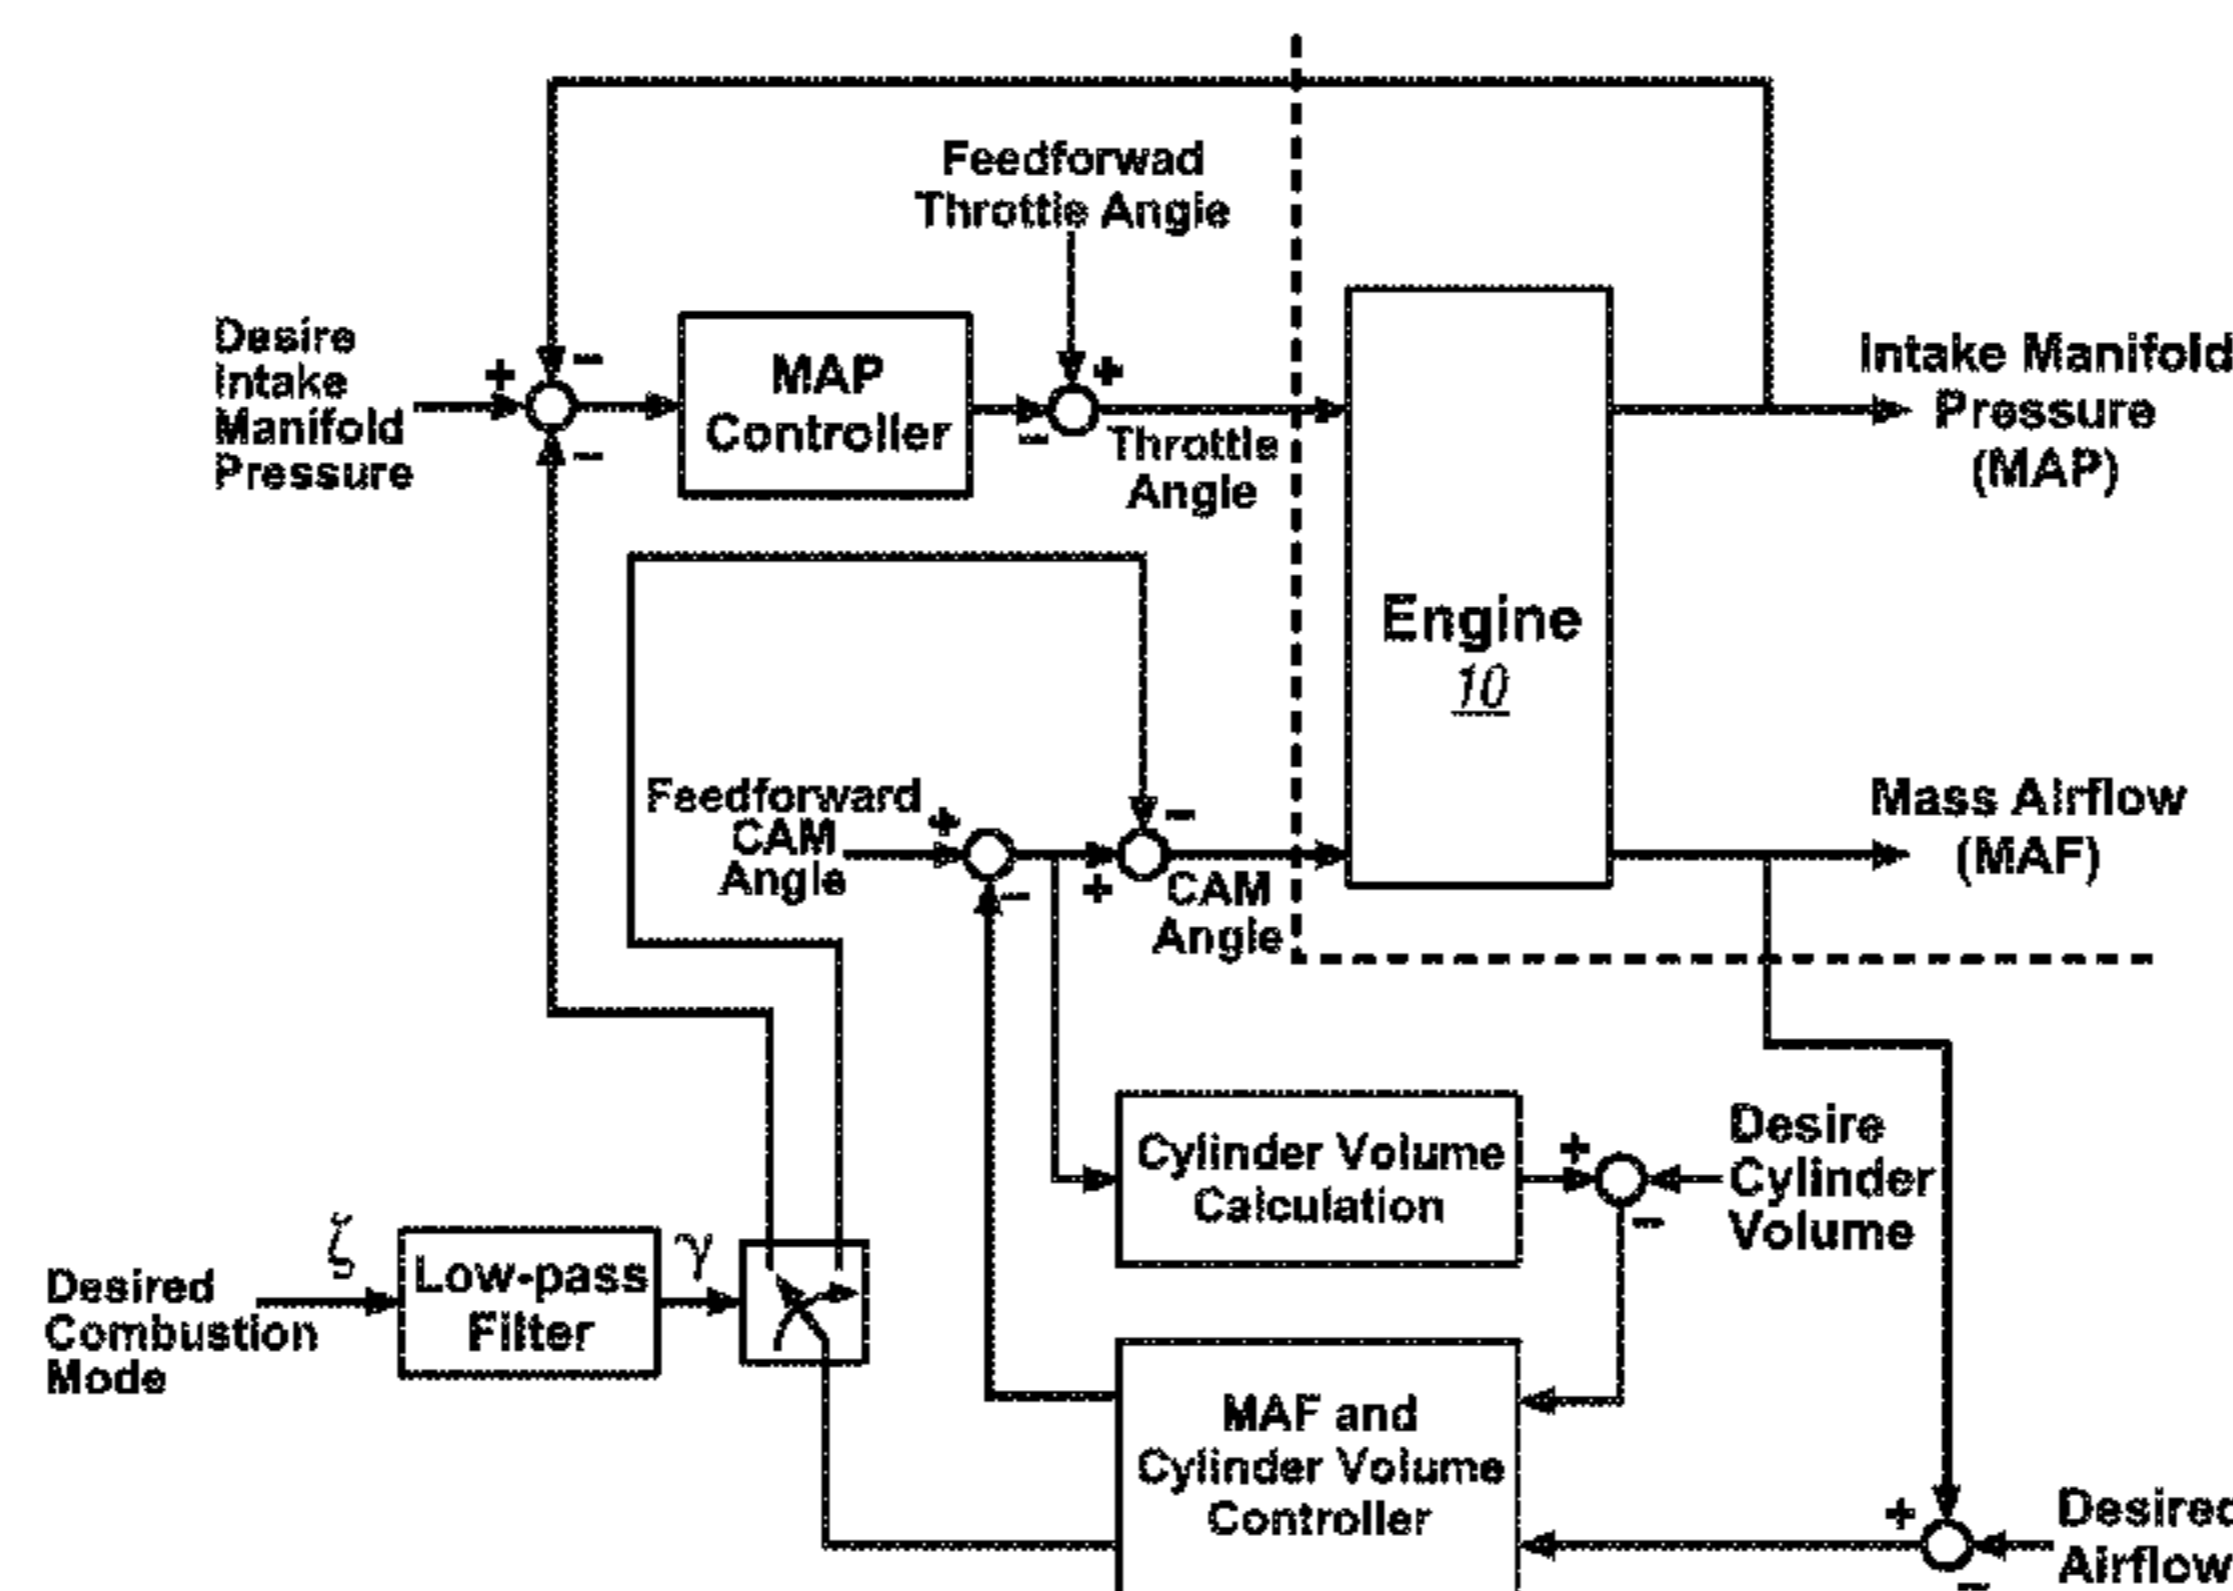 Feedforwad
Throttle Angle
Desire
Intake
Manifold
Pressure
+
−
−
MAP
Controller
+
−
Throttle
Angle
Intake Manifold
Pressure
(MAP)
Engine
10
Feedforward
CAM
Angle
+
−
−
+
CAM
Angle
Mass Airflow
(MAF)
Cylinder Volume
Calculation
+
−
Desire
Cylinder
Volume
Desired
Combustion
Mode
ζ
Low-pass
Filter
γ
MAF and
Cylinder Volume
Controller
+
−
Desired
Airflow